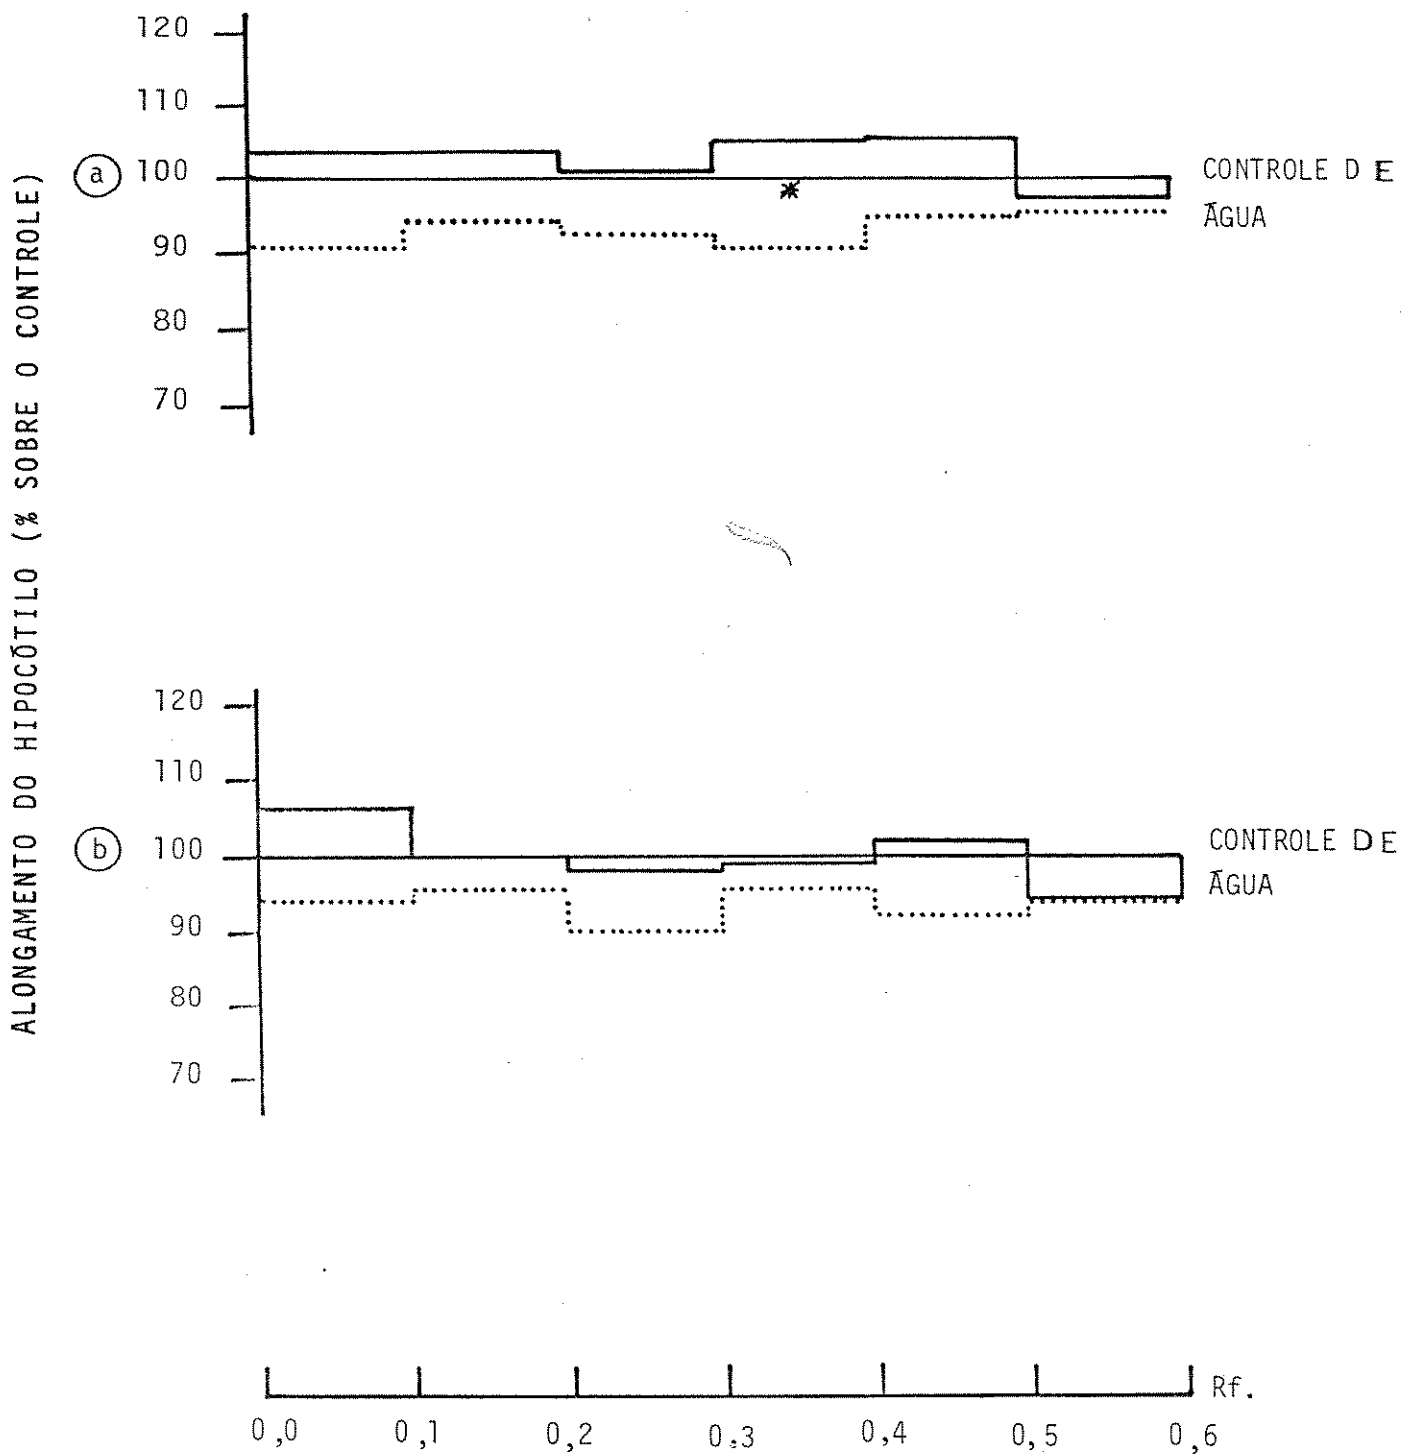 ALONGAMENTO DO HIPOCÓTILO (% SOBRE O CONTROLE)
120
110
a
100
90
80
70
CONTROLE DE
ÁGUA
*
120
110
b
100
90
80
70
CONTROLE DE
ÁGUA
Rf.
0,0 0,1 0,2 0,3 0,4 0,5 0,6